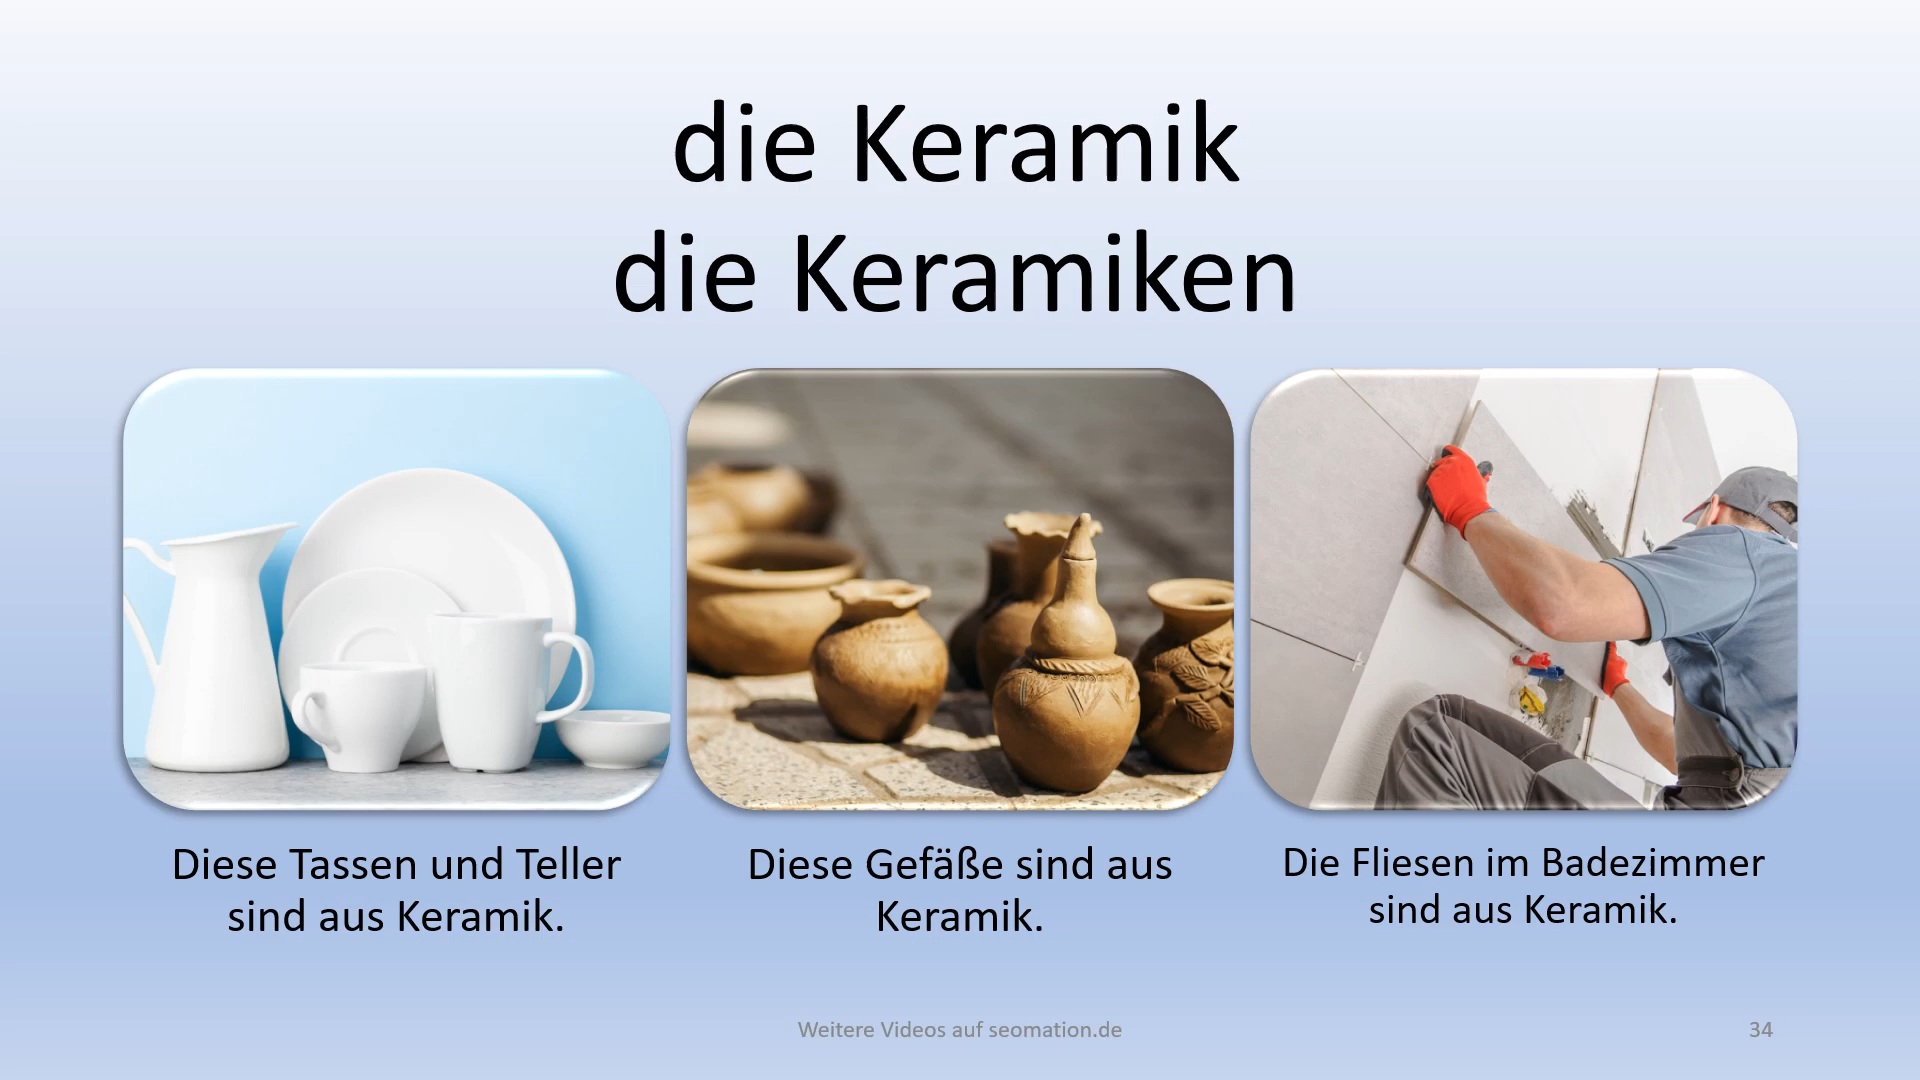 die Keramik
die Keramiken
Diese Tassen und Teller
sind aus Keramik.
Diese Gefäße sind aus
Keramik.
Die Fliesen im Badezimmer
sind aus Keramik.
Weitere Videos auf seomation.de
34